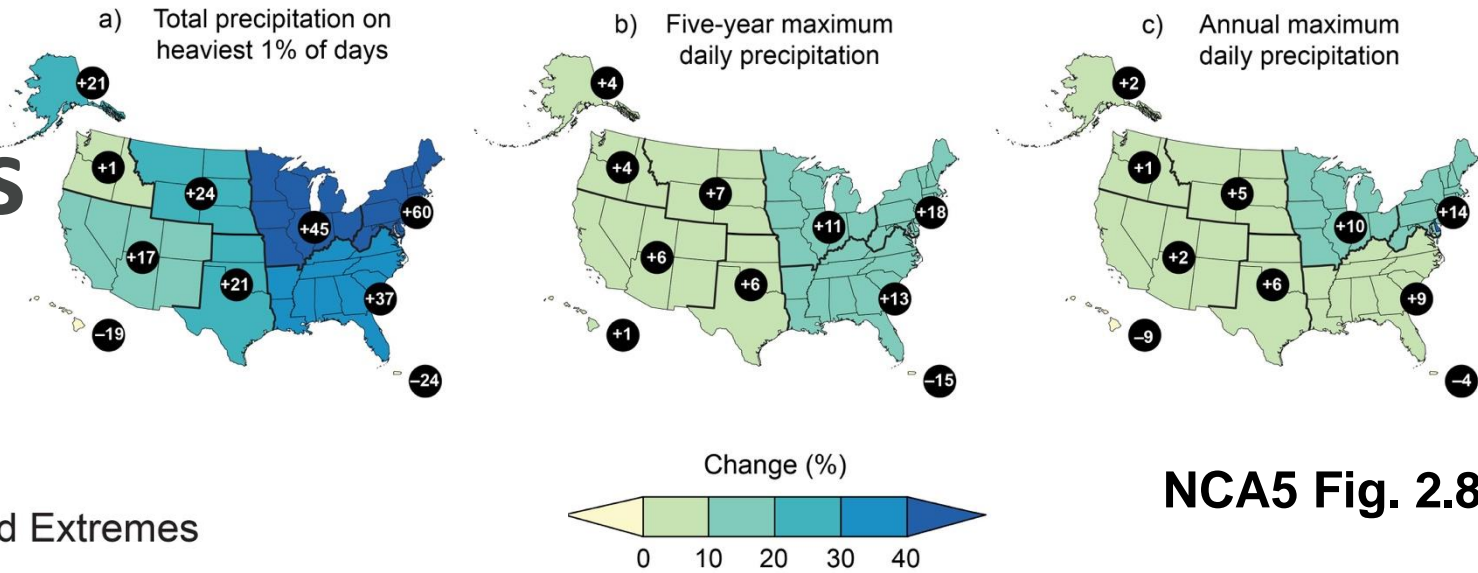 a) Total precipitation on
heaviest 1% of days
b) Five-year maximum
daily precipitation
c) Annual maximum
daily precipitation
+21
+1
+24
+45
+60
+17
+21
+37
–19
–24
+4
+4
+7
+11
+18
+6
+6
+13
+1
–15
+2
+1
+5
+10
+14
+2
+6
+9
–9
–4
s
Change (%)
0 10 20 30 40
NCA5 Fig. 2.8
d Extremes